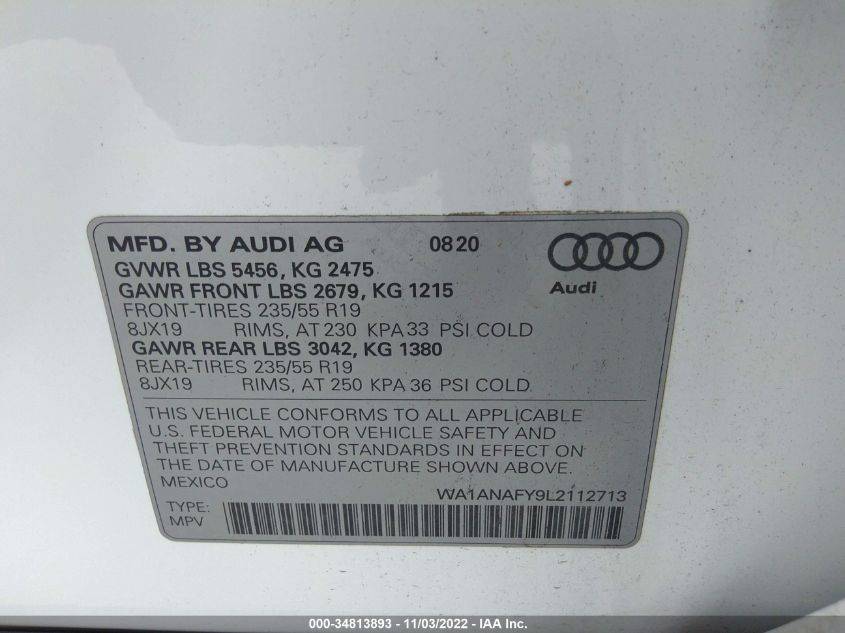 MFD. BY AUDI AG 0820
GVWR LBS 5456, KG 2475
GAWR FRONT LBS 2679, KG 1215
Audi
FRONT-TIRES 235/55 R19
8JX19 RIMS, AT 230 KPA 33 PSI COLD
GAWR REAR LBS 3042, KG 1380
REAR-TIRES 235/55 R19
8JX19 RIMS, AT 250 KPA 36 PSI COLD
THIS VEHICLE CONFORMS TO ALL APPLICABLE
U.S. FEDERAL MOTOR VEHICLE SAFETY AND
THEFT PREVENTION STANDARDS IN EFFECT ON
THE DATE OF MANUFACTURE SHOWN ABOVE.
MEXICO
WA1ANAFY9L2112713
TYPE:
MPV
000-34813893 - 11/03/2022 - IAA Inc.